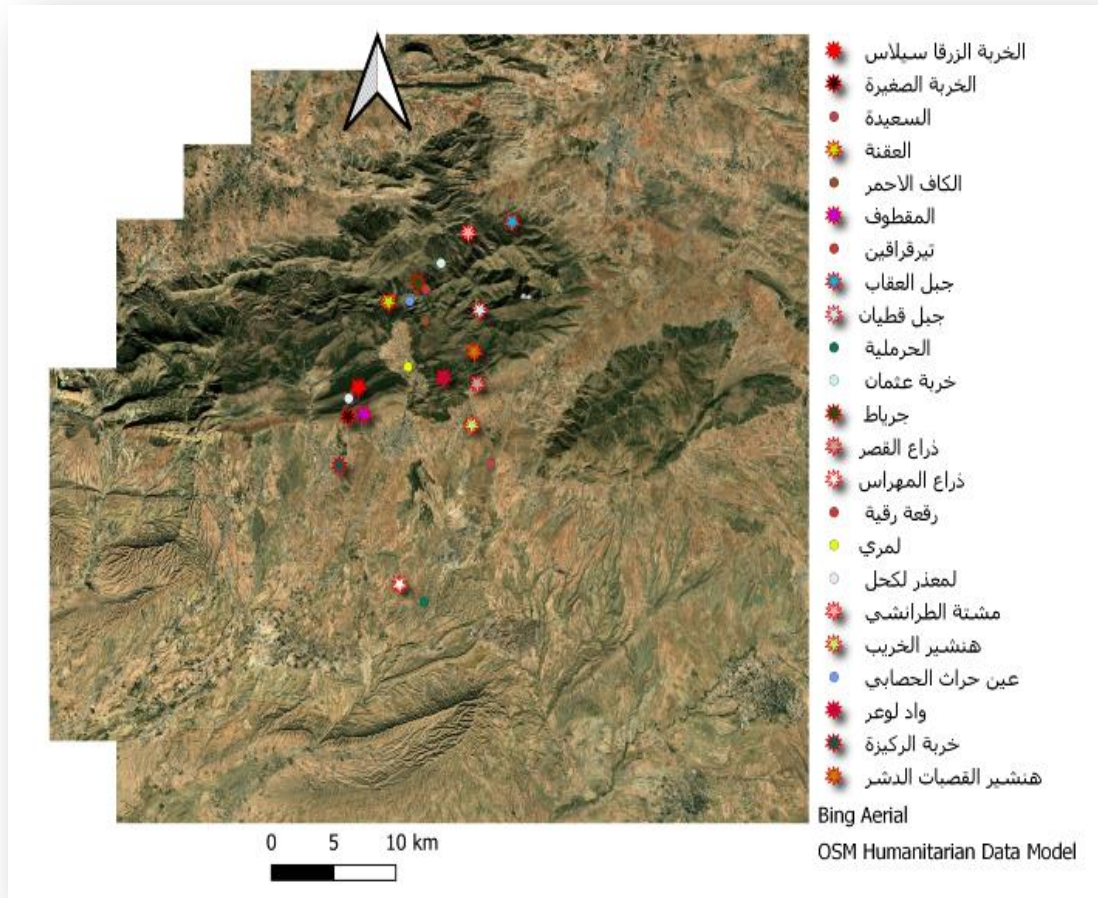 الخربة الزرقا سيلاس
الخربة الصغيرة
السعيدة
العقنة
الكاف الاحمر
المقطوف
تيرقراقين
جبل العقاب
جبل قطيان
الحرملية
خربة عثمان
جرياط
ذراع القصر
ذراع المهراس
رقعة رقية
لمري
لمعذر لكحل
مشتة الطرانشي
هنشير الخريب
عين حراث الحصابي
واد لوعر
خربة الركيزة
هنشير القصبات الدشر
Bing Aerial
OSM Humanitarian Data Model
0 5 10 km